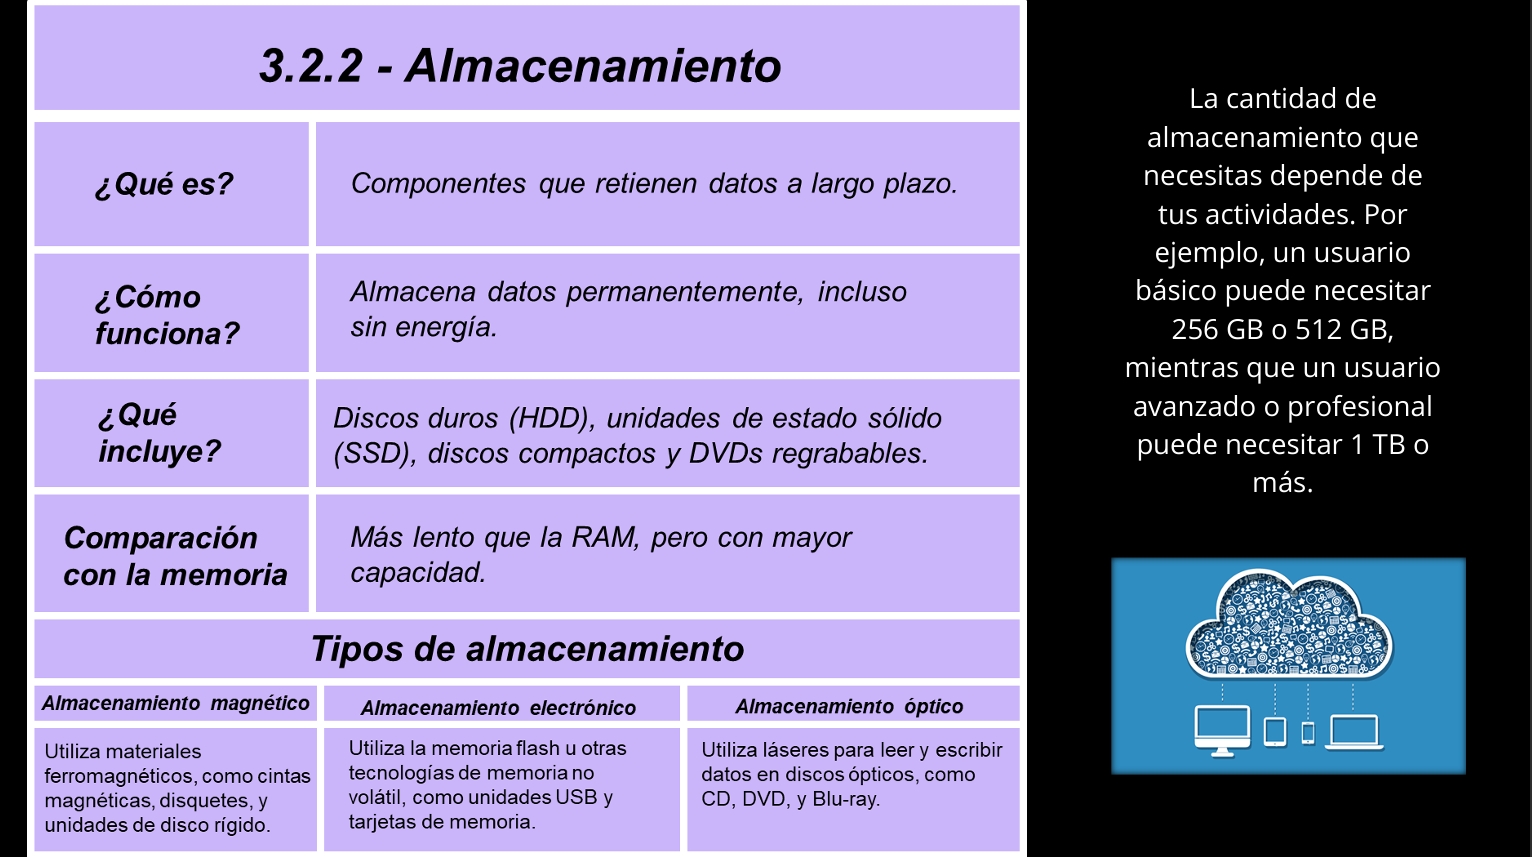 3.2.2 - Almacenamiento
¿Qué es?
Componentes que retienen datos a largo plazo.
¿Cómo
funciona?
Almacena datos permanentemente, incluso
sin energía.
¿Qué
incluye?
Discos duros (HDD), unidades de estado sólido
(SSD), discos compactos y DVDs regrabables.
Comparación
con la memoria
Más lento que la RAM, pero con mayor
capacidad.
Tipos de almacenamiento
Almacenamiento magnético
Almacenamiento electrónico
Almacenamiento óptico
Utiliza materiales
ferromagnéticos, como cintas
magnéticas, disquetes, y
unidades de disco rígido.
Utiliza la memoria flash u otras
tecnologías de memoria no
volátil, como unidades USB y
tarjetas de memoria.
Utiliza láseres para leer y escribir
datos en discos ópticos, como
CD, DVD, y Blu-ray.
La cantidad de
almacenamiento que
necesitas depende de
tus actividades. Por
ejemplo, un usuario
básico puede necesitar
256 GB o 512 GB,
mientras que un usuario
avanzado o profesional
puede necesitar 1 TB o
más.